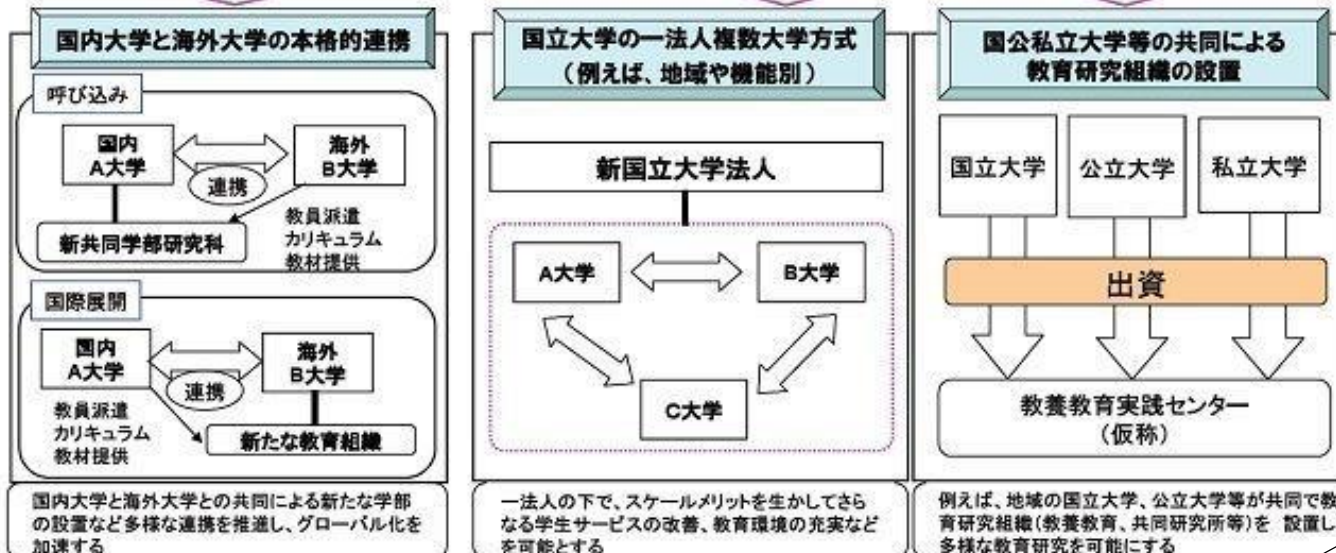 国内大学と海外大学の本格的連携
呼び込み
国内
A大学
海外
B大学
連携
教員派遣
カリキュラム
教材提供
新共同学部研究科
国際展開
国内
A大学
海外
B大学
連携
教員派遣
カリキュラム
教材提供
新たな教育組織
国内大学と海外大学との共同による新たな学部
の設置など多様な連携を推進し、グローバル化を
加速する
国立大学の一法人複数大学方式
(例えば、地域や機能別)
新国立大学法人
A大学
B大学
C大学
一法人の下で、スケールメリットを生かしてさら
なる学生サービスの改善、教育環境の充実など
を可能とする
国公私立大学等の共同による
教育研究組織の設置
国立大学
公立大学
私立大学
出資
教養教育実践センター
(仮称)
例えば、地域の国立大学、公立大学等が共同で教
育研究組織(教養教育、共同研究所等)を 設置し、
多様な教育研究を可能にする